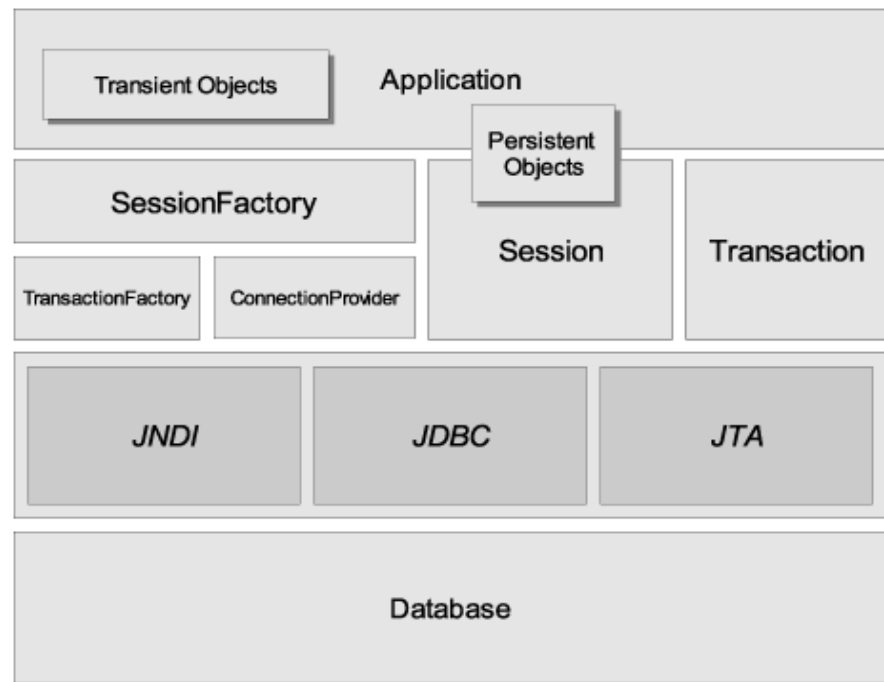 Transient Objects
Application
Persistent
Objects
SessionFactory
Session
Transaction
TransactionFactory
ConnectionProvider
JNDI
JDBC
JTA
Database